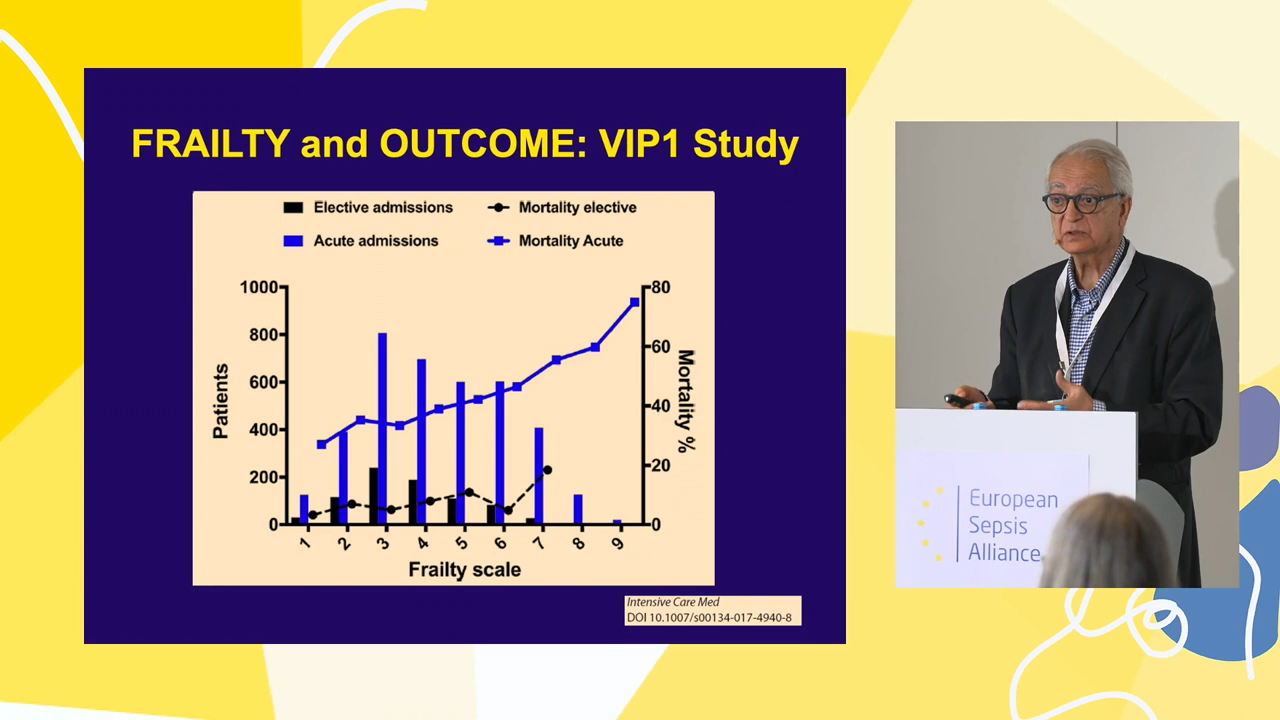 FRAILTY and OUTCOME: VIP1 Study
Elective admissions
Mortality elective
Acute admissions
Mortality Acute
1000
800
600
400
200
0
Patients
80
60
40
20
0
Mortality %
1 2 3 4 5 6 7 8 9
Frailty scale
Intensive Care Med
DOI 10.1007/s00134-017-4940-8
European
Sepsis
Alliance